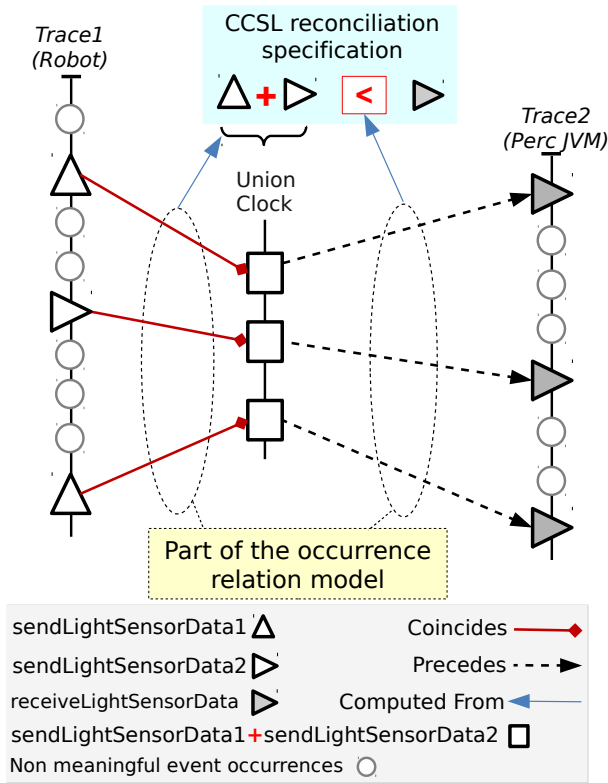 CCSL reconciliation
specification
+ <
Trace1
(Robot)
Trace2
(Perc JVM)
Union
Clock
Part of the occurrence
relation model
sendLightSensorData1
Coincides
sendLightSensorData2
Precedes
receiveLightSensorData
Computed From
sendLightSensorData1+sendLightSensorData2
Non meaningful event occurrences